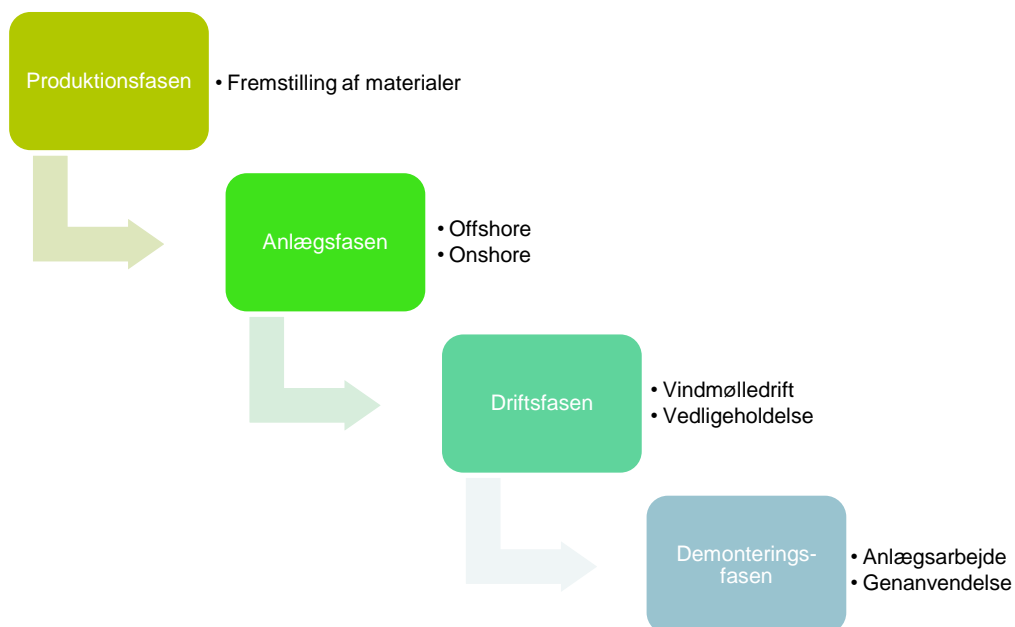 Produktionsfasen
• Fremstilling af materialer
Anlægsfasen
• Offshore
• Onshore
Driftsfasen
• Vindmølledrift
• Vedligeholdelse
Demonterings-
fasen
• Anlægsarbejde
• Genanvendelse